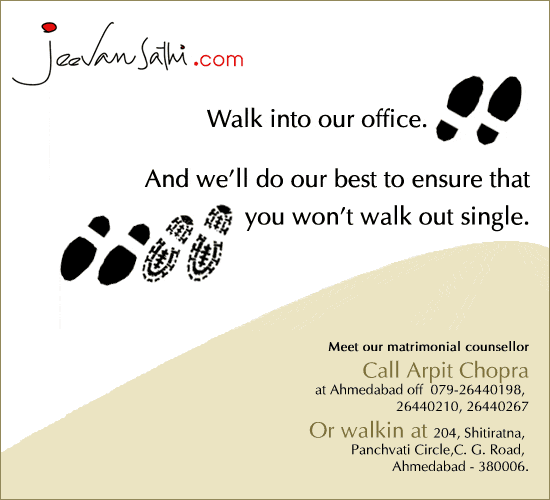 JeevanSathi.com
Walk into our office.
And we'll do our best to ensure that
you won't walk out single.
Meet our matrimonial counsellor
Call Arpit Chopra
at Ahmedabad off 079-26440198,
26440210, 26440267
Or walkin at 204, Shitiratna,
Panchvati Circle,C. G. Road,
Ahmedabad - 380006.